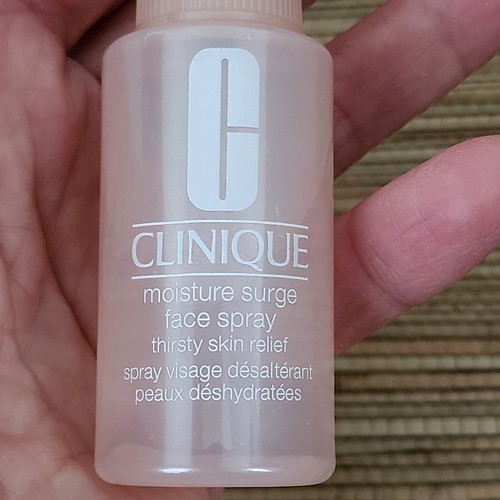 C
CLINIQUE
moisture surge
face spray
thirsty skin relief
spray visage désaltérant
peaux déshydratées